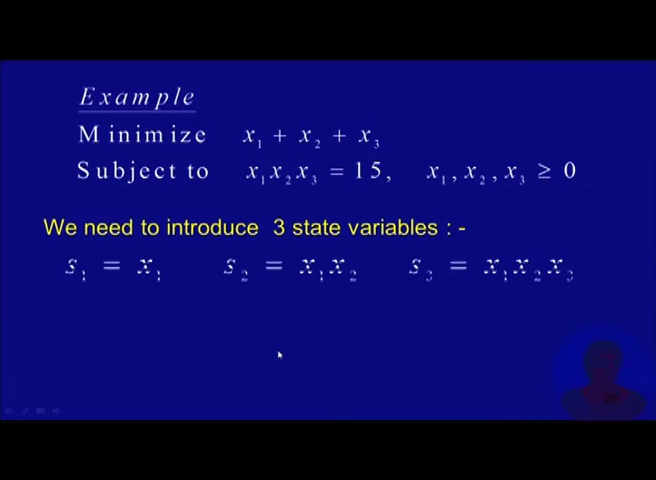 Example
Minimize x₁ + x₂ + x₃
Subject to x₁x₂x₃ = 15, x₁, x₂, x₃ ≥ 0
We need to introduce 3 state variables : -
s₁ = x₁ s₂ = x₁x₂ s₃ = x₁x₂x₃